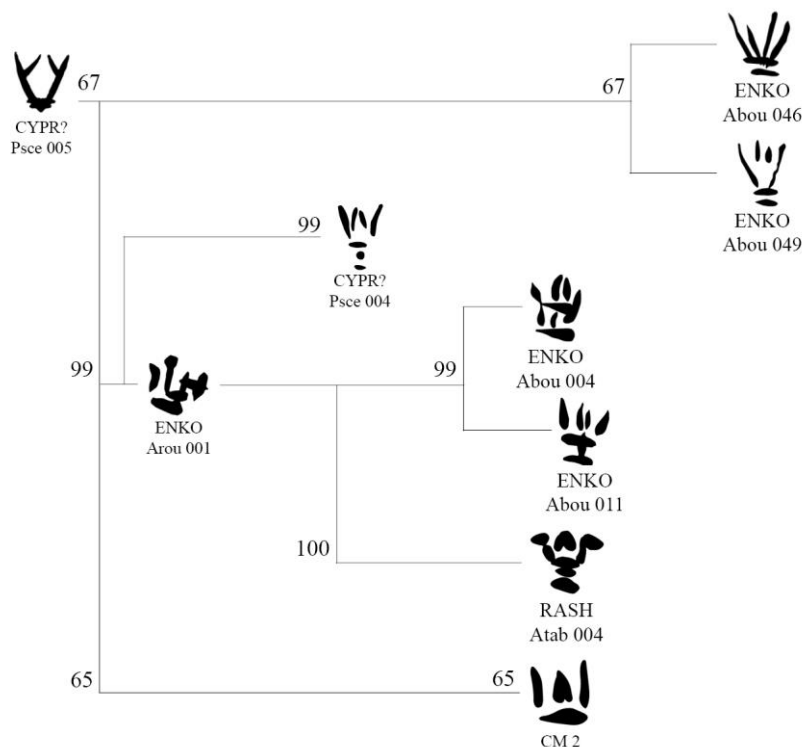 67
67
CYPR?
Psce 005
ENKO
Abou 046
ENKO
Abou 049
99
CYPR?
Psce 004
99
ENKO
Arou 001
99
ENKO
Abou 004
ENKO
Abou 011
100
RASH
Atab 004
65
65
CM 2